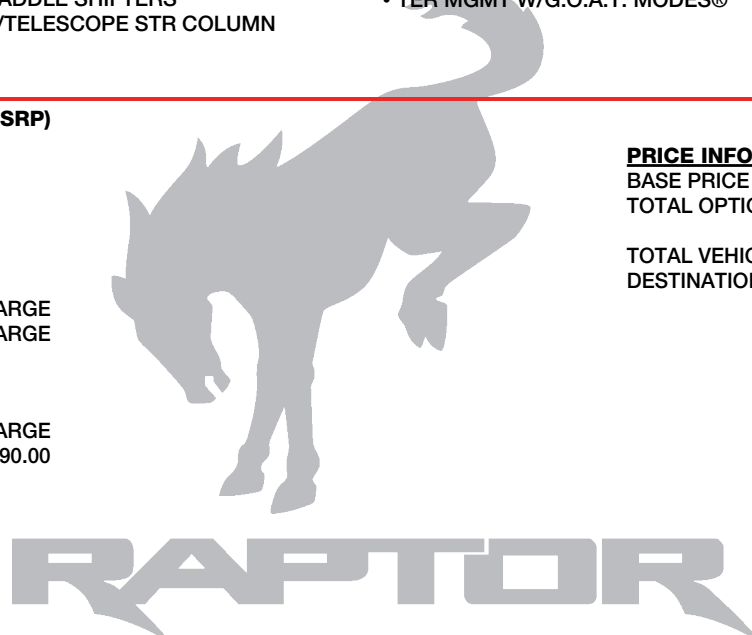 ADDLE SHIFTERS
/TELESCOPE STR COLUMN
• TER MGMT W/G.O.A.T. MODES®
SRP)
ARGE
ARGE
ARGE
90.00
PRICE INFO
BASE PRICE
TOTAL OPTIO
TOTAL VEHIC
DESTINATION
RAPTOR